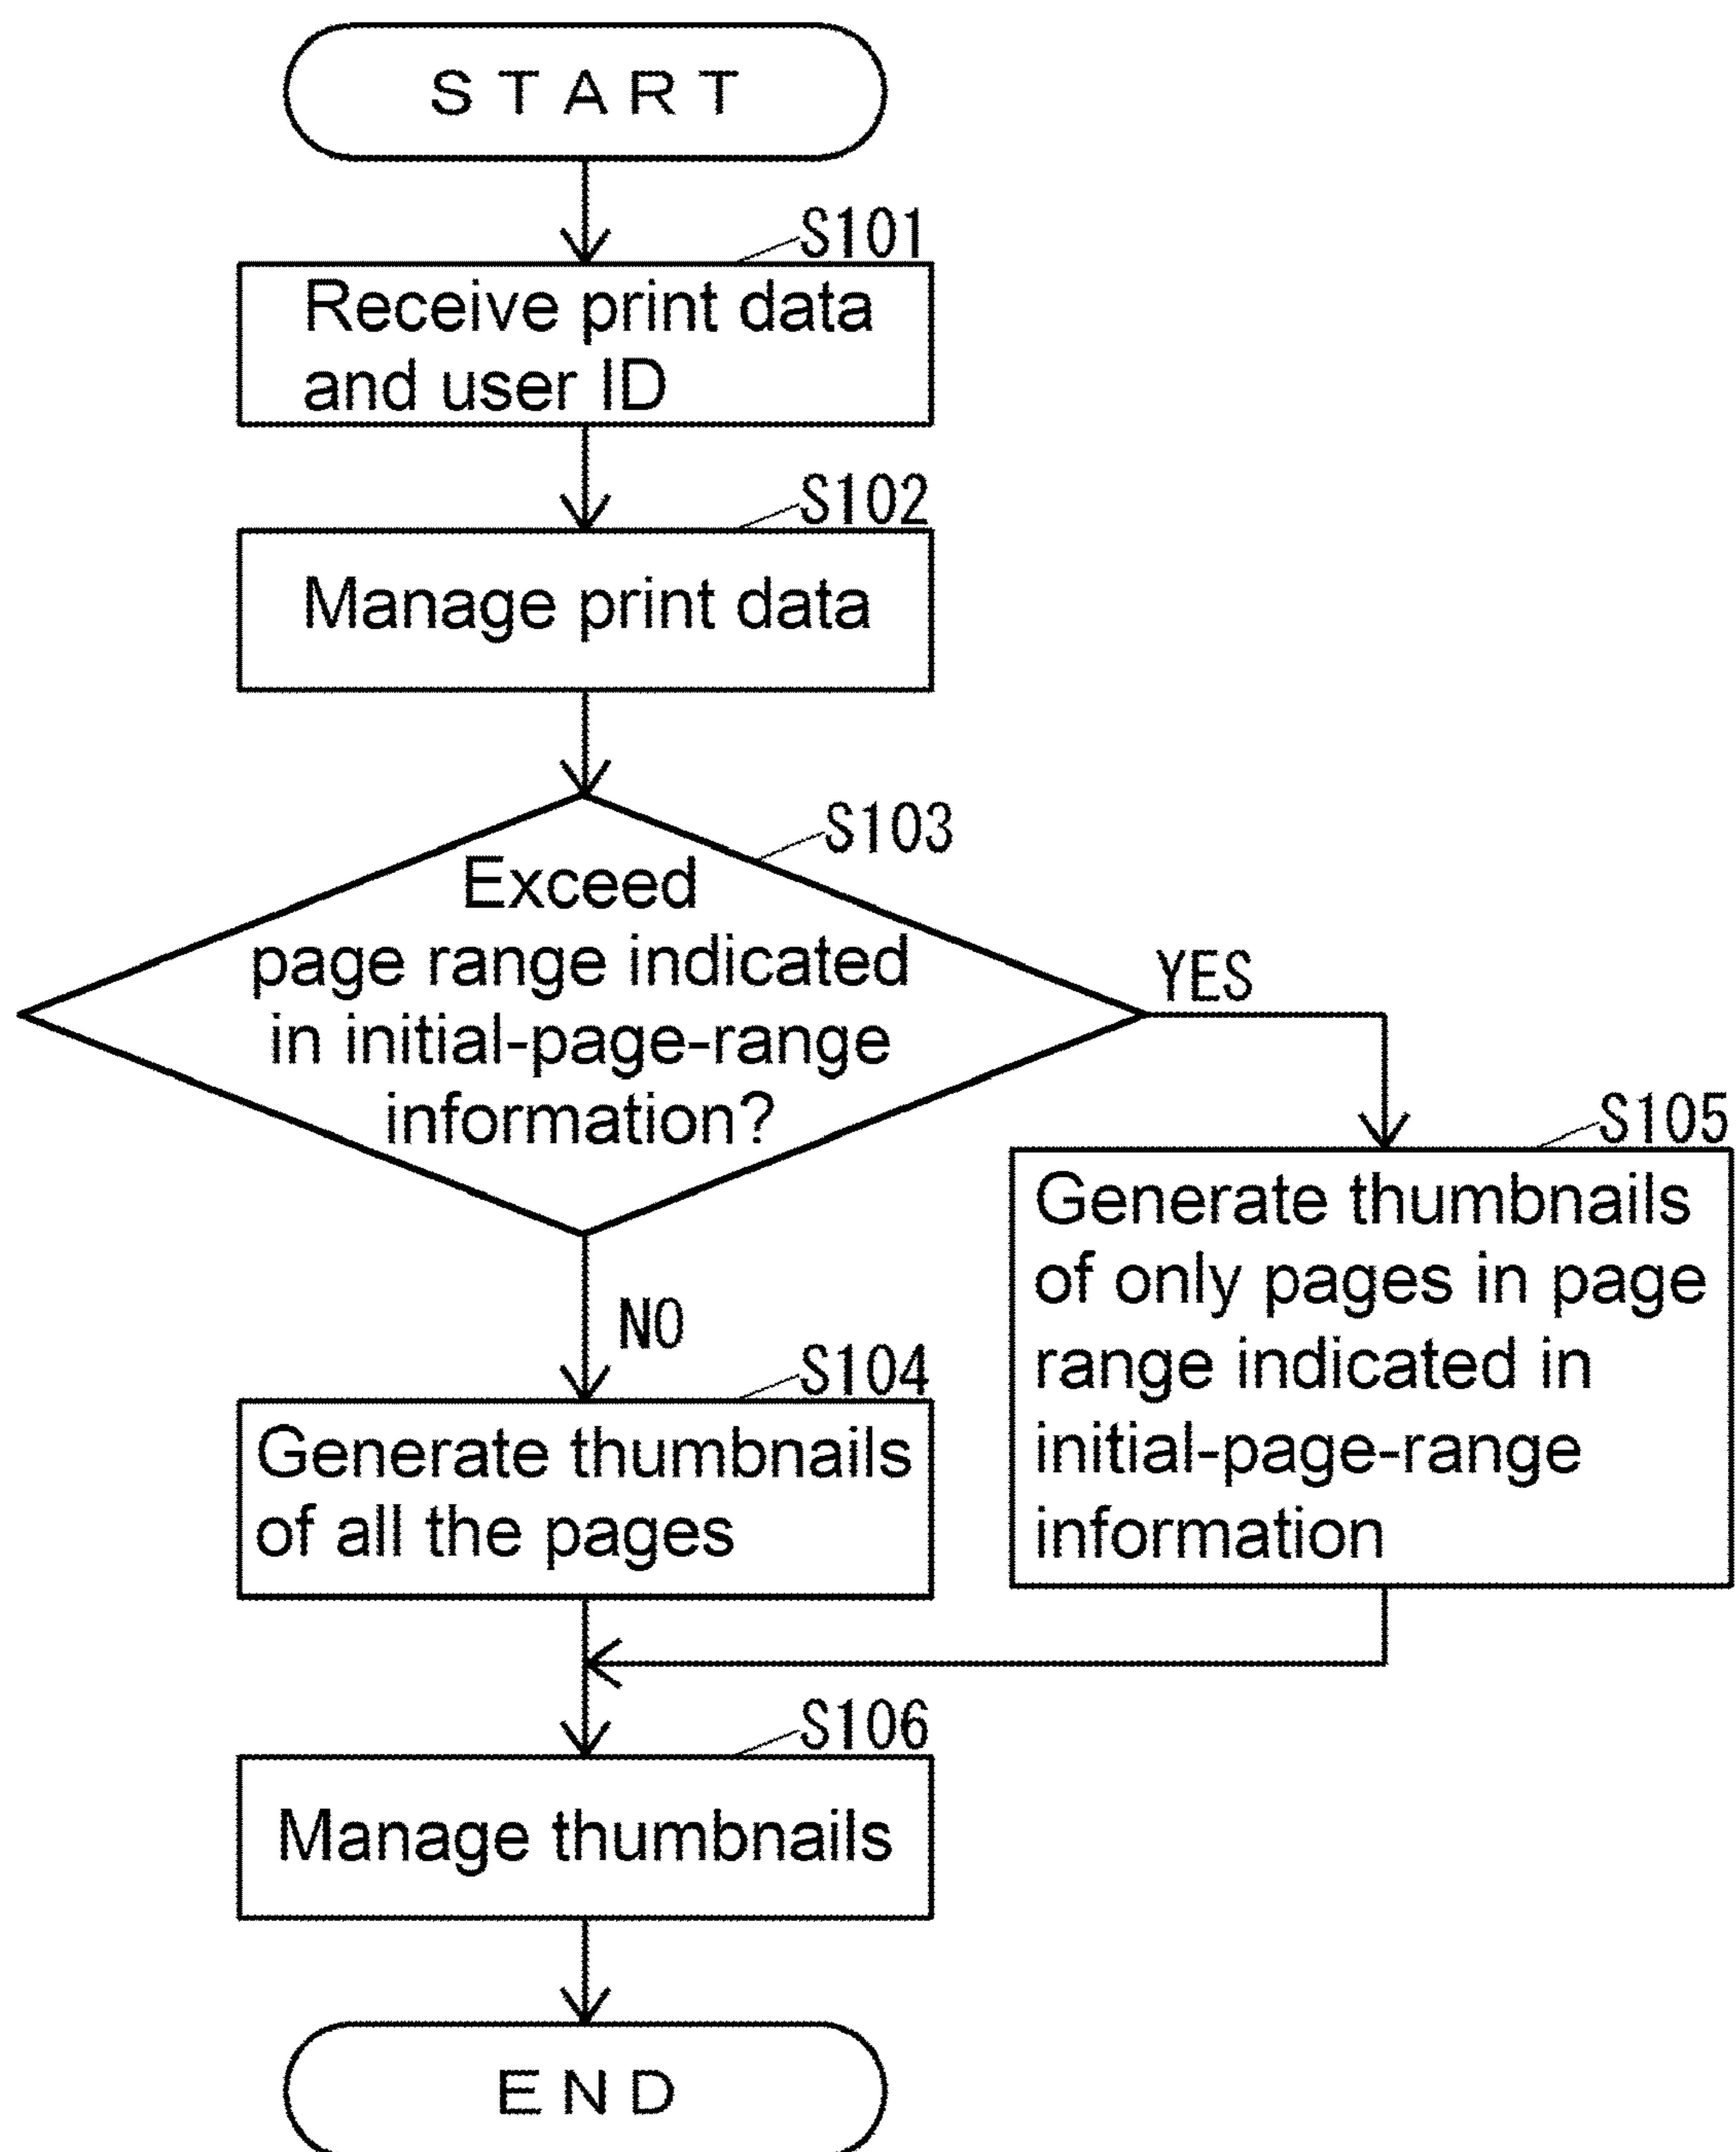 START
S101
Receive print data
and user ID
S102
Manage print data
S103
Exceed
page range indicated
in initial-page-range
information?
YES
NO
S104
Generate thumbnails
of all the pages
S105
Generate thumbnails
of only pages in page
range indicated in
initial-page-range
information
S106
Manage thumbnails
END